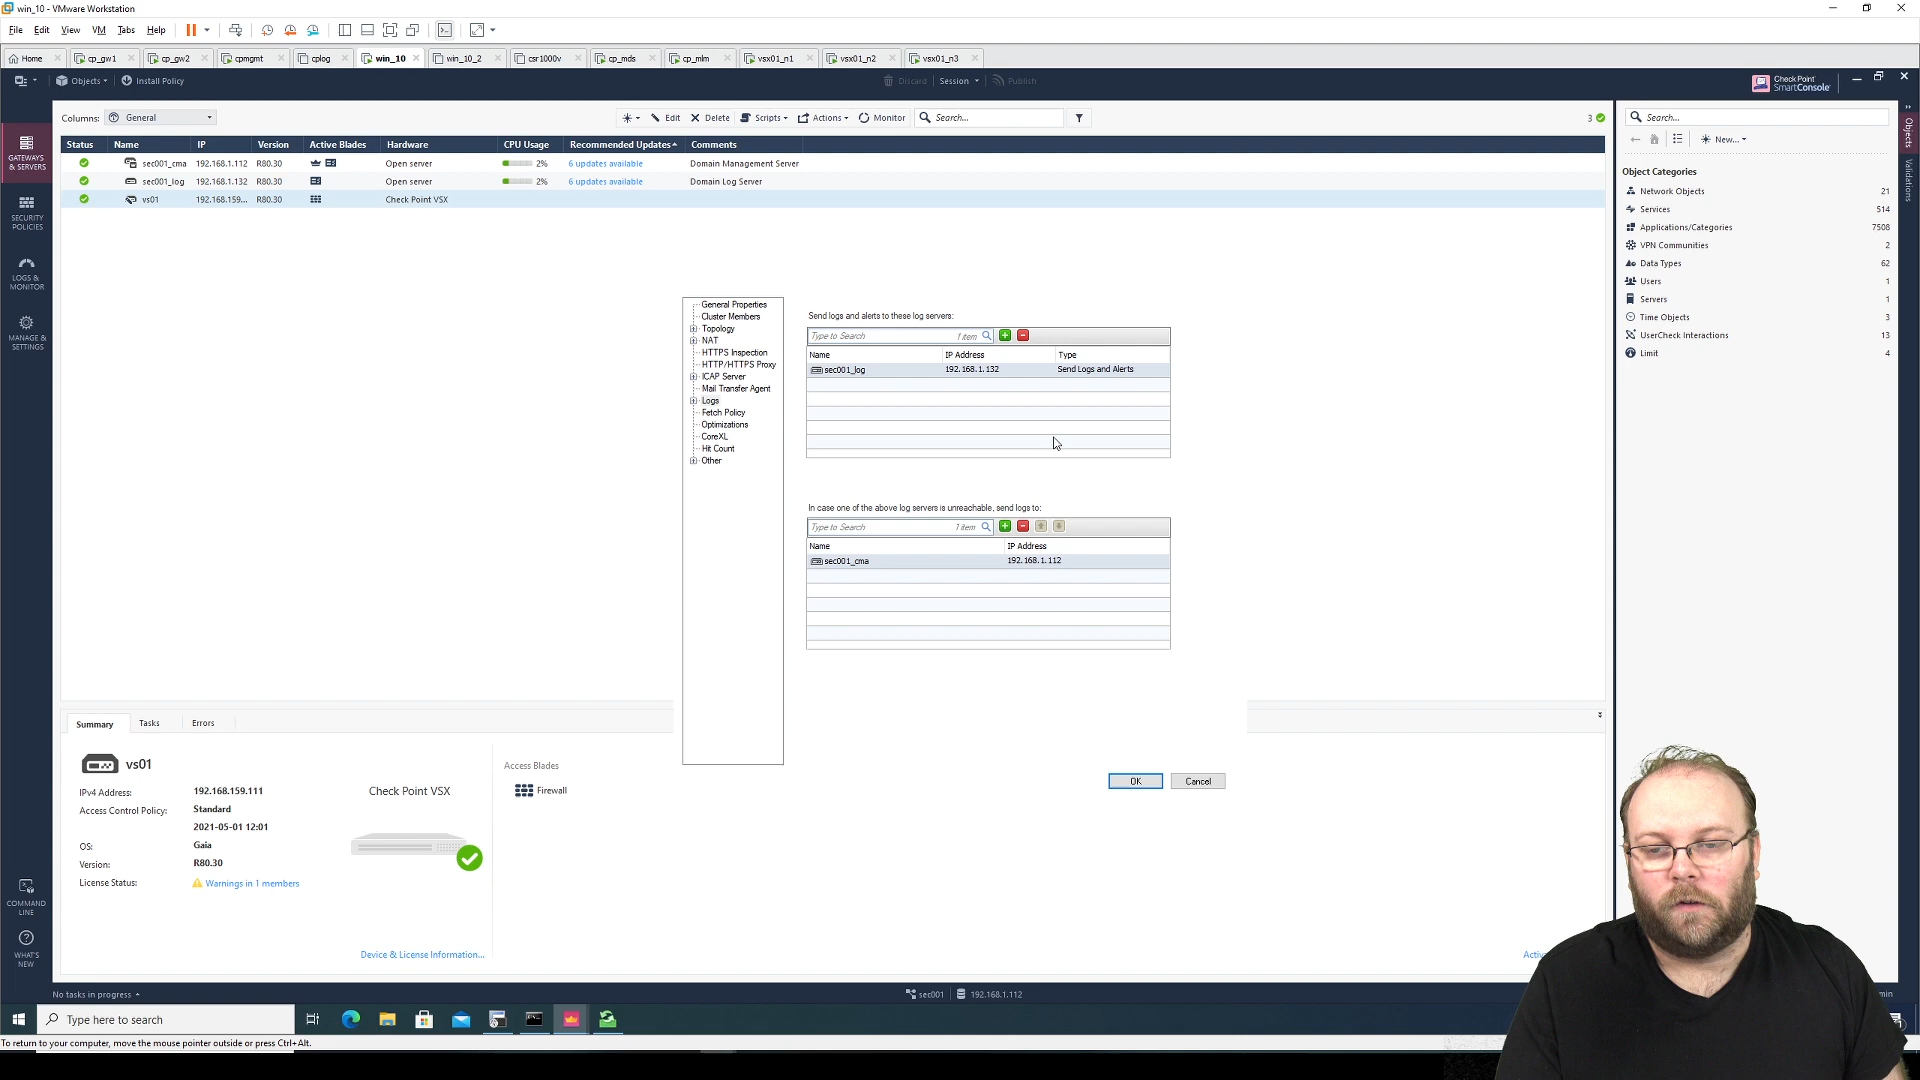 win_10 - VMware Workstation
File Edit View VM Tabs Help
Home cp_gw1 cp_gw2 cpmgmt cplog win_10 win_10_2 csr1000v cp_mds cp_mlm vsx01_n1 vsx01_n2 vsx01_n3
Objects Install Policy Discard Session Publish Check Point SmartConsole
Columns: General Edit Delete Scripts Actions Monitor Search... 3
Status Name IP Version Active Blades Hardware CPU Usage Recommended Updates Comments
sec001_cma 192.168.1.112 R80.30 Open server 2% 6 updates available Domain Management Server
sec001_log 192.168.1.132 R80.30 Open server 2% 6 updates available Domain Log Server
vs01 192.168.159... R80.30 Check Point VSX
GATEWAYS & SERVERS
SECURITY POLICIES
LOGS & MONITOR
MANAGE & SETTINGS
COMMAND LINE
WHAT'S NEW
General Properties
Cluster Members
Topology
NAT
HTTPS Inspection
HTTP/HTTPS Proxy
ICAP Server
Mail Transfer Agent
Logs
Fetch Policy
Optimizations
CoreXL
Hit Count
Other
Send logs and alerts to these log servers:
Type to Search 1 item
Name IP Address Type
sec001_log 192.168.1.132 Send Logs and Alerts
In case one of the above log servers is unreachable, send logs to:
Type to Search 1 item
Name IP Address
sec001_cma 192.168.1.112
OK Cancel
Search...
New...
Object Categories
Network Objects 21
Services 514
Applications/Categories 7508
VPN Communities 2
Data Types 62
Users 1
Servers 1
Time Objects 3
UserCheck Interactions 13
Limit 4
Objects
Validations
Summary Tasks Errors
vs01
IPv4 Address: 192.168.159.111
Access Control Policy: Standard
2021-05-01 12:01
OS: Gaia
Version: R80.30
License Status: Warnings in 1 members
Check Point VSX
Device & License Information...
Access Blades
Firewall
No tasks in progress sec001 192.168.1.112
Type here to search
To return to your computer, move the mouse pointer outside or press Ctrl+Alt.